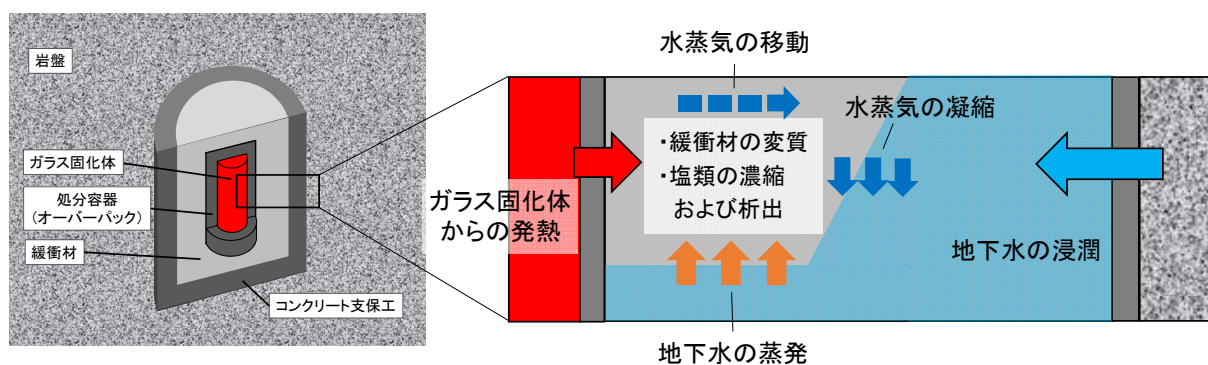 岩盤
ガラス固化体
処分容器
(オーバーパック)
緩衝材
コンクリート支保工
水蒸気の移動
水蒸気の凝縮
・緩衝材の変質
・塩類の濃縮
および析出
ガラス固化体
からの発熱
地下水の浸潤
地下水の蒸発